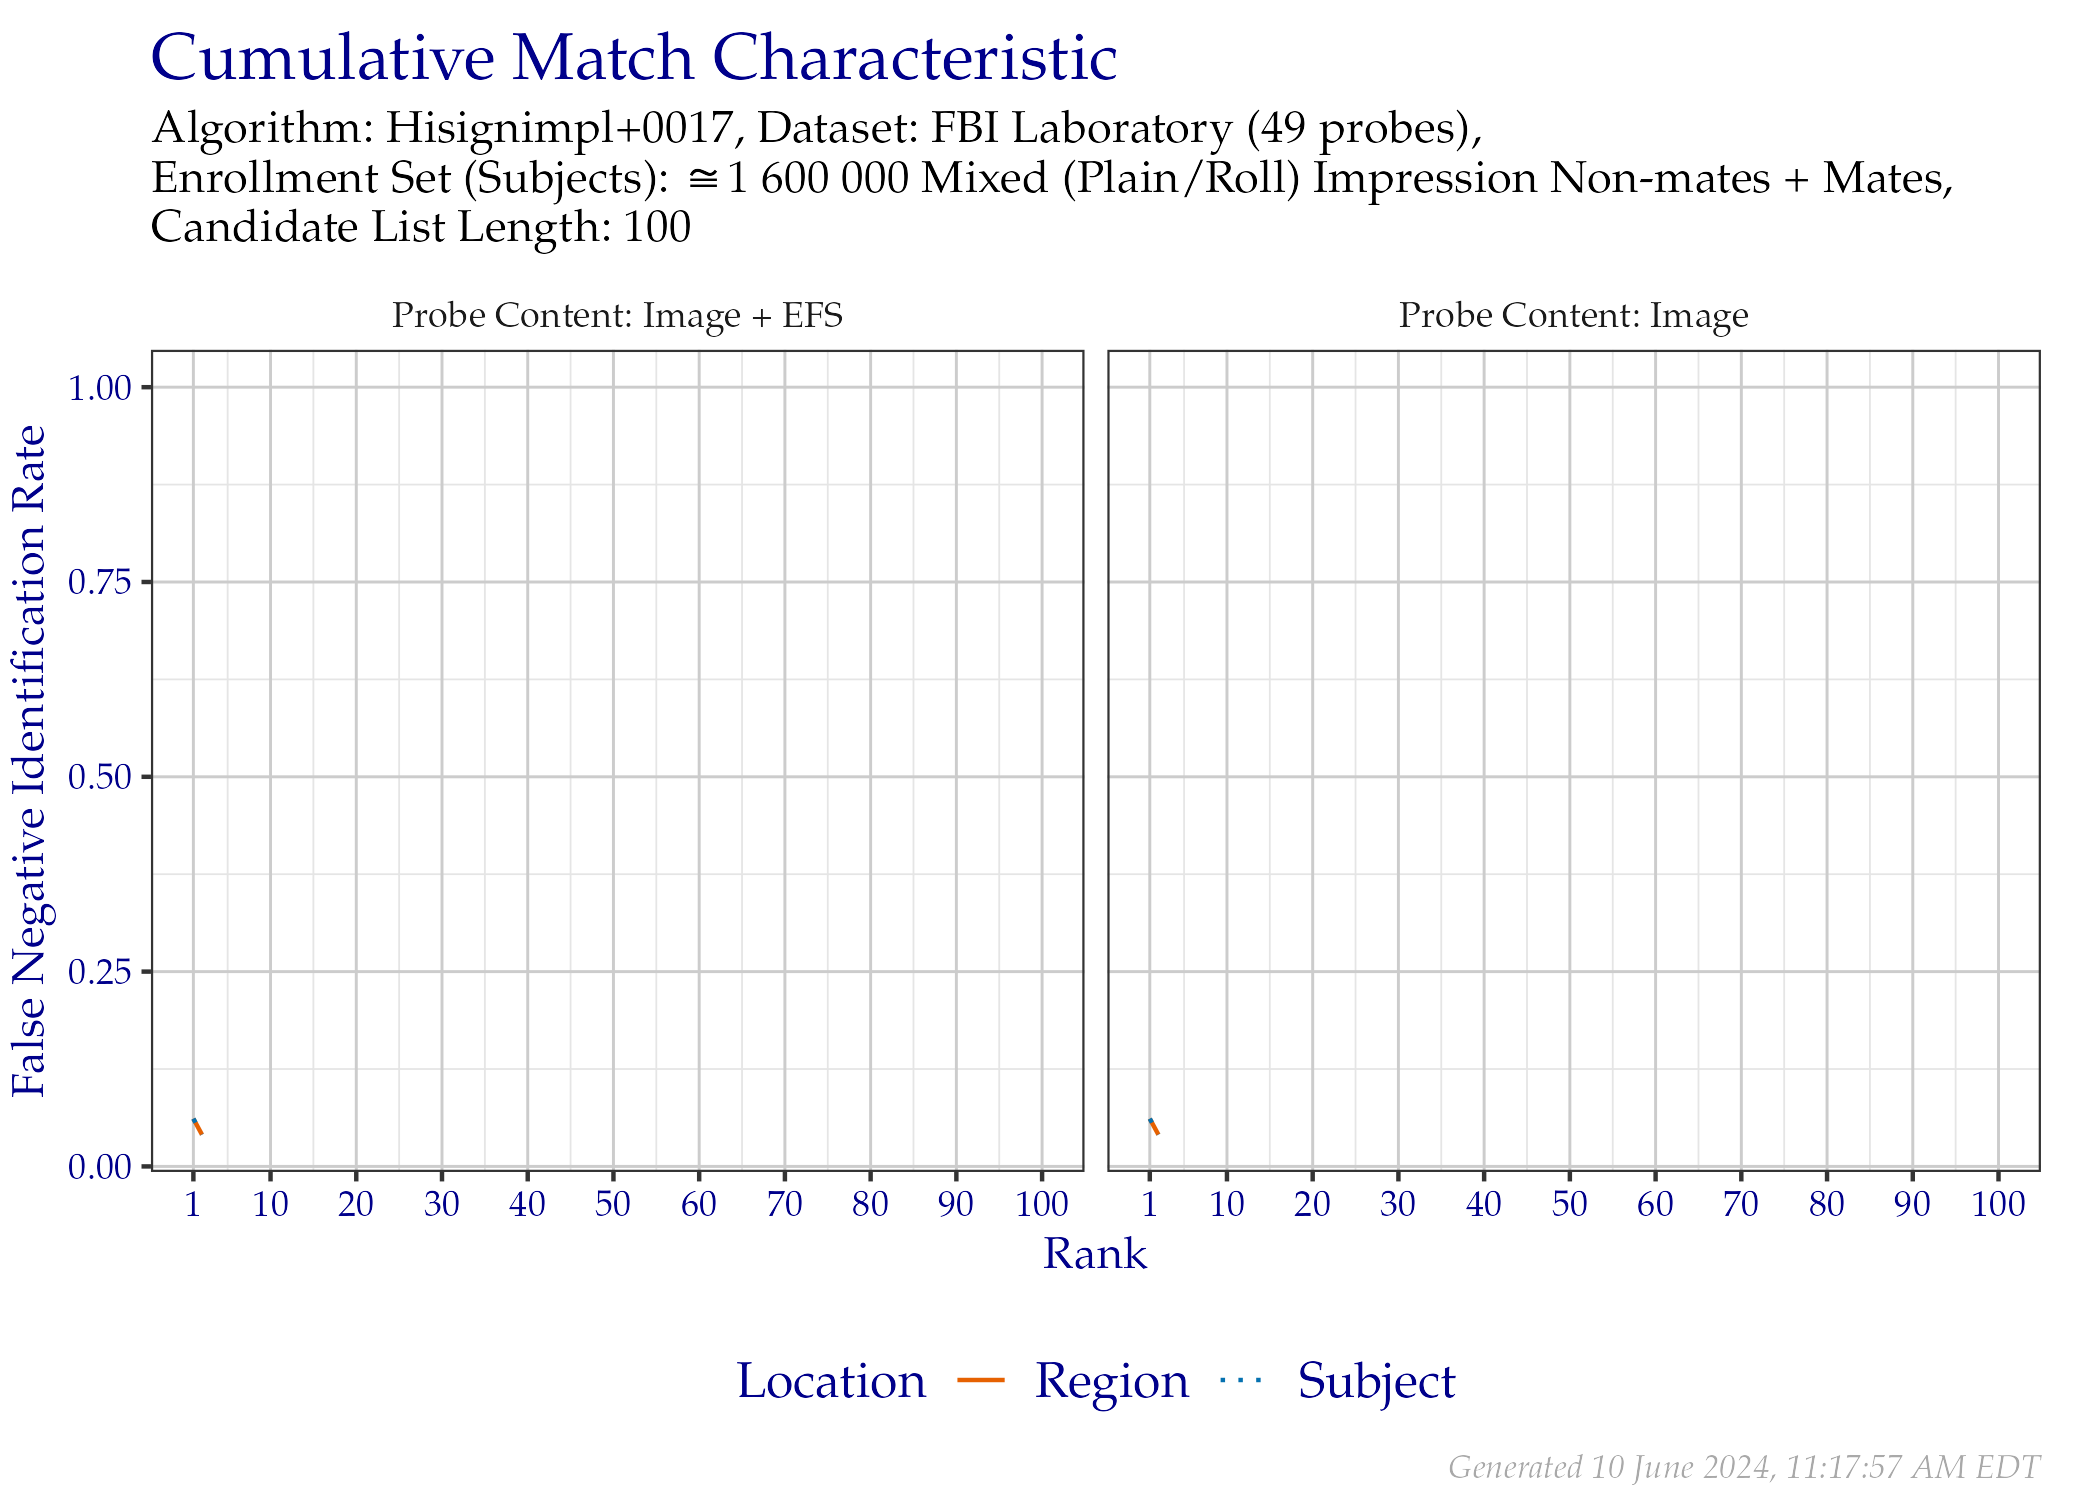 Cumulative Match Characteristic
Algorithm: Hisignimpl+0017, Dataset: FBI Laboratory (49 probes),
Enrollment Set (Subjects): ≅ 1 600 000 Mixed (Plain/Roll) Impression Non-mates + Mates,
Candidate List Length: 100
Probe Content: Image + EFS
Probe Content: Image
False Negative Identification Rate
1.00
0.75
0.50
0.25
0.00
1 10 20 30 40 50 60 70 80 90 100
1 10 20 30 40 50 60 70 80 90 100
Rank
Location Region Subject
Generated 10 June 2024, 11:17:57 AM EDT